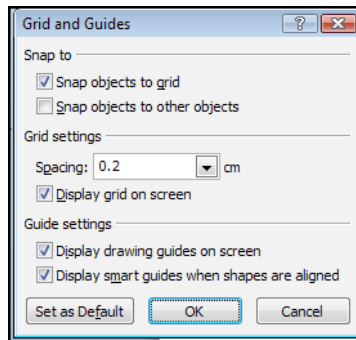 Grid and Guides
Snap to
Snap objects to grid
Snap objects to other objects
Grid settings
Spacing: 0.2 cm
Display grid on screen
Guide settings
Display drawing guides on screen
Display smart guides when shapes are aligned
Set as Default OK Cancel